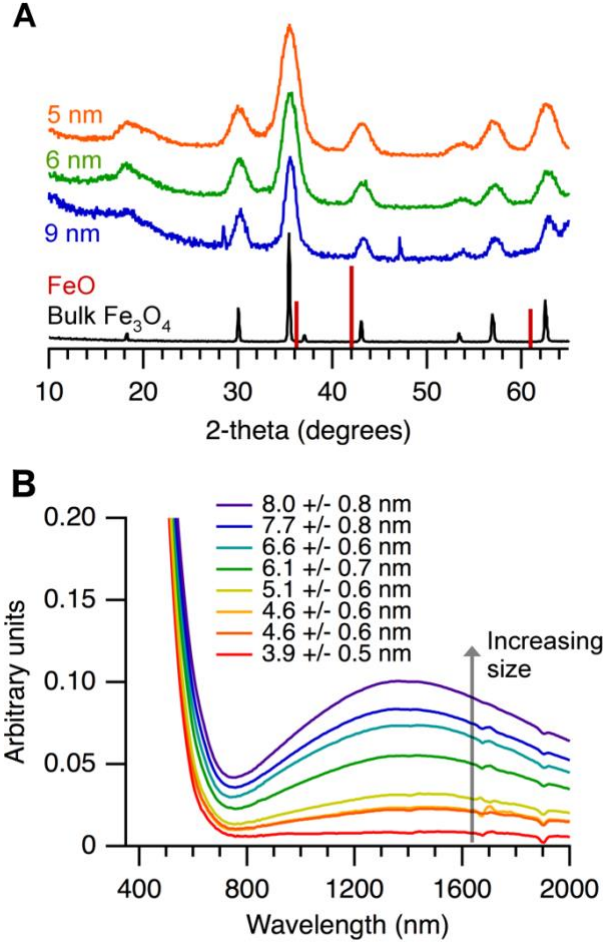 A
5 nm
6 nm
9 nm
FeO
Bulk Fe₃O₄
10 20 30 40 50 60
2-theta (degrees)
B
8.0 +/- 0.8 nm
7.7 +/- 0.8 nm
6.6 +/- 0.6 nm
6.1 +/- 0.7 nm
5.1 +/- 0.6 nm
4.6 +/- 0.6 nm
4.6 +/- 0.6 nm
3.9 +/- 0.5 nm
Increasing
size
0.20
0.15
0.10
0.05
0
Arbitrary units
400 800 1200 1600 2000
Wavelength (nm)